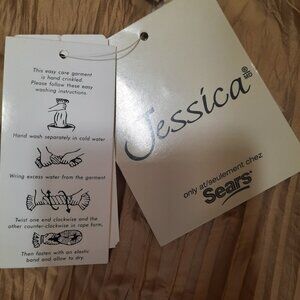 This easy care garment
is hand crinkled.
Please follow these easy
washing instructions.
Hand wash separately in cold water
Wring excess water from the garment
Twist one end clockwise and the
other counter-clockwise in rope form.
Then fasten with an elastic
band and allow to dry.
Jessica
only at/seulement chez
Sears